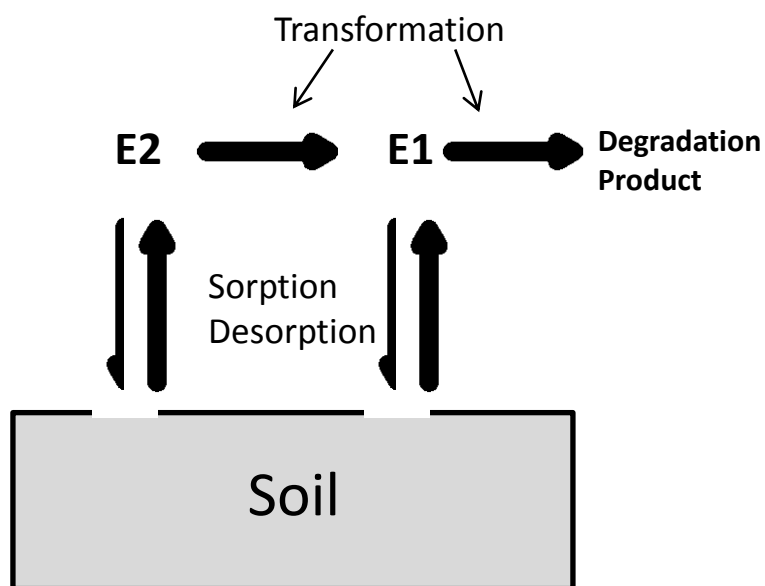 Transformation
E2
E1
Degradation
Product
Sorption
Desorption
Soil